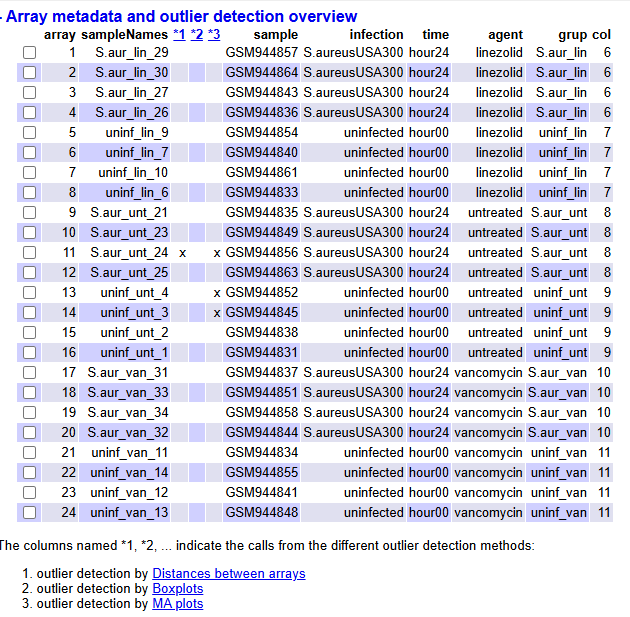 - Array metadata and outlier detection overview
array sampleNames *1 *2 *3 sample infection time agent grup col
1 S.aur_lin_29 GSM944857 S.aureusUSA300 hour24 linezolid S.aur_lin 6
2 S.aur_lin_30 GSM944864 S.aureusUSA300 hour24 linezolid S.aur_lin 6
3 S.aur_lin_27 GSM944843 S.aureusUSA300 hour24 linezolid S.aur_lin 6
4 S.aur_lin_26 GSM944836 S.aureusUSA300 hour24 linezolid S.aur_lin 6
5 uninf_lin_9 GSM944854 uninfected hour00 linezolid uninf_lin 7
6 uninf_lin_7 GSM944840 uninfected hour00 linezolid uninf_lin 7
7 uninf_lin_10 GSM944861 uninfected hour00 linezolid uninf_lin 7
8 uninf_lin_6 GSM944833 uninfected hour00 linezolid uninf_lin 7
9 S.aur_unt_21 GSM944835 S.aureusUSA300 hour24 untreated S.aur_unt 8
10 S.aur_unt_23 GSM944849 S.aureusUSA300 hour24 untreated S.aur_unt 8
11 S.aur_unt_24 x x GSM944856 S.aureusUSA300 hour24 untreated S.aur_unt 8
12 S.aur_unt_25 GSM944863 S.aureusUSA300 hour24 untreated S.aur_unt 8
13 uninf_unt_4 x GSM944852 uninfected hour00 untreated uninf_unt 9
14 uninf_unt_3 x GSM944845 uninfected hour00 untreated uninf_unt 9
15 uninf_unt_2 GSM944838 uninfected hour00 untreated uninf_unt 9
16 uninf_unt_1 GSM944831 uninfected hour00 untreated uninf_unt 9
17 S.aur_van_31 GSM944837 S.aureusUSA300 hour24 vancomycin S.aur_van 10
18 S.aur_van_33 GSM944851 S.aureusUSA300 hour24 vancomycin S.aur_van 10
19 S.aur_van_34 GSM944858 S.aureusUSA300 hour24 vancomycin S.aur_van 10
20 S.aur_van_32 GSM944844 S.aureusUSA300 hour24 vancomycin S.aur_van 10
21 uninf_van_11 GSM944834 uninfected hour00 vancomycin uninf_van 11
22 uninf_van_14 GSM944855 uninfected hour00 vancomycin uninf_van 11
23 uninf_van_12 GSM944841 uninfected hour00 vancomycin uninf_van 11
24 uninf_van_13 GSM944848 uninfected hour00 vancomycin uninf_van 11
The columns named *1, *2, ... indicate the calls from the different outlier detection methods:
1. outlier detection by Distances between arrays
2. outlier detection by Boxplots
3. outlier detection by MA plots